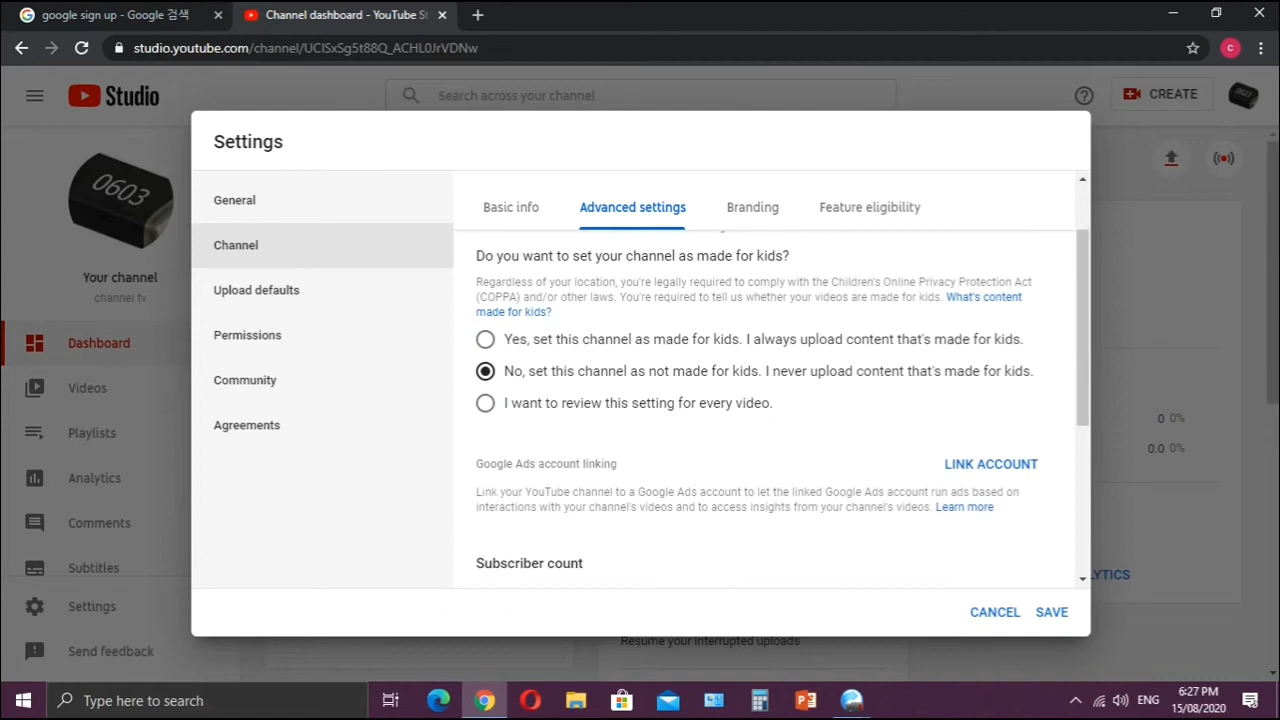 google sign up - Google 검색
Channel dashboard - YouTube S
studio.youtube.com/channel/UCISxSg5t88Q_ACHL0JrVDNw
C
Studio
Search across your channel
CREATE
0603
Settings
General
Channel
Upload defaults
Permissions
Community
Agreements
Basic info
Advanced settings
Branding
Feature eligibility
Do you want to set your channel as made for kids?
Regardless of your location, you're legally required to comply with the Children's Online Privacy Protection Act
(COPPA) and/or other laws. You're required to tell us whether your videos are made for kids. What's content
made for kids?
Yes, set this channel as made for kids. I always upload content that's made for kids.
No, set this channel as not made for kids. I never upload content that's made for kids.
I want to review this setting for every video.
Google Ads account linking
LINK ACCOUNT
Link your YouTube channel to a Google Ads account to let the linked Google Ads account run ads based on
interactions with your channel's videos and to access insights from your channel's videos. Learn more
Subscriber count
CANCEL
SAVE
0603
Your channel
channel tv
Dashboard
Videos
Playlists
Analytics
Comments
Subtitles
Settings
Send feedback
0 0%
0.0 0%
LYTICS
Resume your interrupted uploads
Type here to search
ENG
6:27 PM
15/08/2020